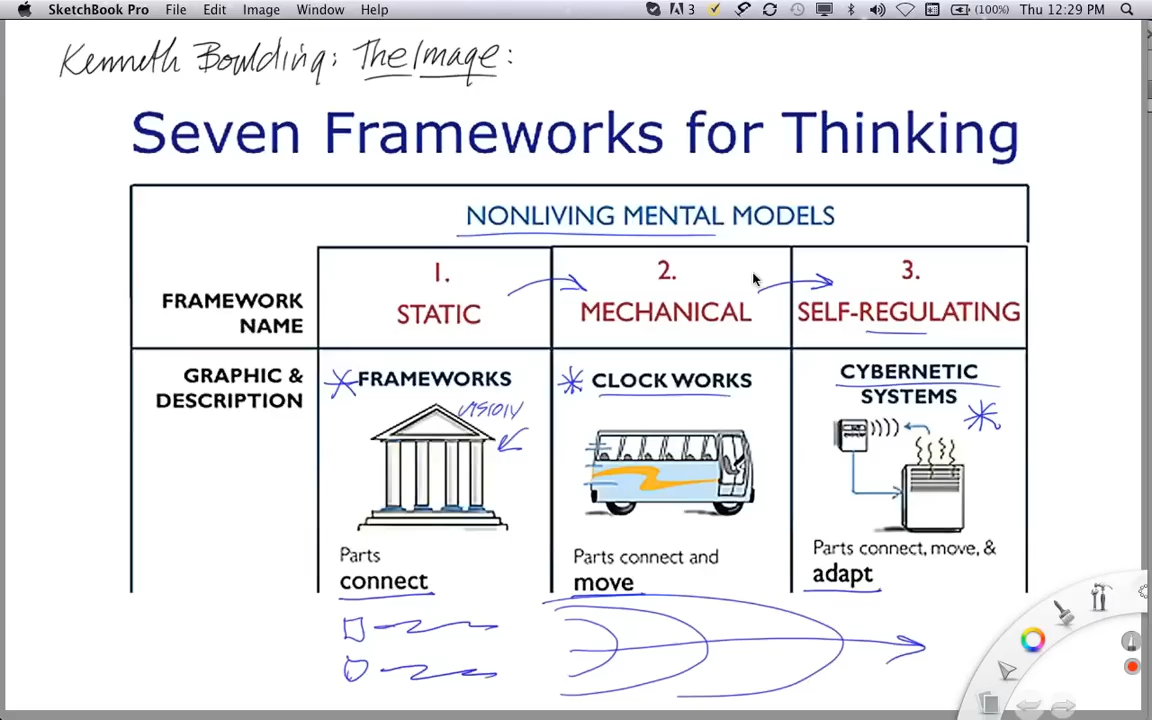 SketchBook Pro File Edit Image Window Help 3 (100%) Thu 12:29 PM
Kenneth Boulding: The Image:
Seven Frameworks for Thinking
NONLIVING MENTAL MODELS
FRAMEWORK NAME
1. STATIC
2. MECHANICAL
3. SELF-REGULATING
GRAPHIC & DESCRIPTION
FRAMEWORKS
CLOCK WORKS
CYBERNETIC SYSTEMS
Parts
connect
Parts connect and
move
Parts connect, move, &
adapt